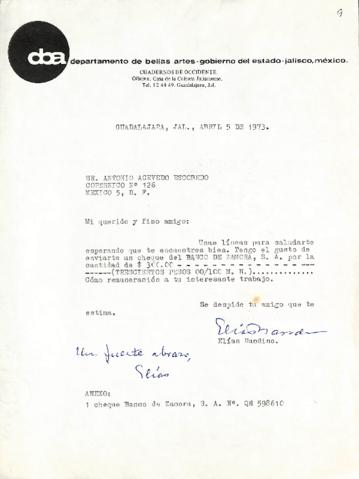 9
dba departamento de bellas artes-gobierno del estado-jalisco, méxico.
CUADERNOS DE OCCIDENTE.
Oficina, Casa de la Cultura Jalisciense.
Tel. 12 44 49. Guadalajara, Jal.
GUADALAJARA, JAL., ABRIL 5 DE 1973.
SR. ANTONIO ACEVEDO ESCOBEDO
COPERNICO Nº 126
MEXICO 5, D. F.
Mi querido y fino amigo:
Unas líneas para saludarte
esperando que te encuentres bien. Tengo el gusto de
enviarte un cheque del BANCO DE ZAMORA, S. A. por la
cantidad de $ 300.00 - - - - - - - - - - - - - - - ---
------(TRESCIENTOS PESOS 00/100 M. N.).............
Cómo remuneración a tu interesante trabajo.
Se despide tu amigo que te
estima.
Elías Nandino
Elías Nandino.
Un fuerte abrazo,
Elías
ANEXO:
1 cheque Banco de Zamora, S. A. Nº. QN 598610